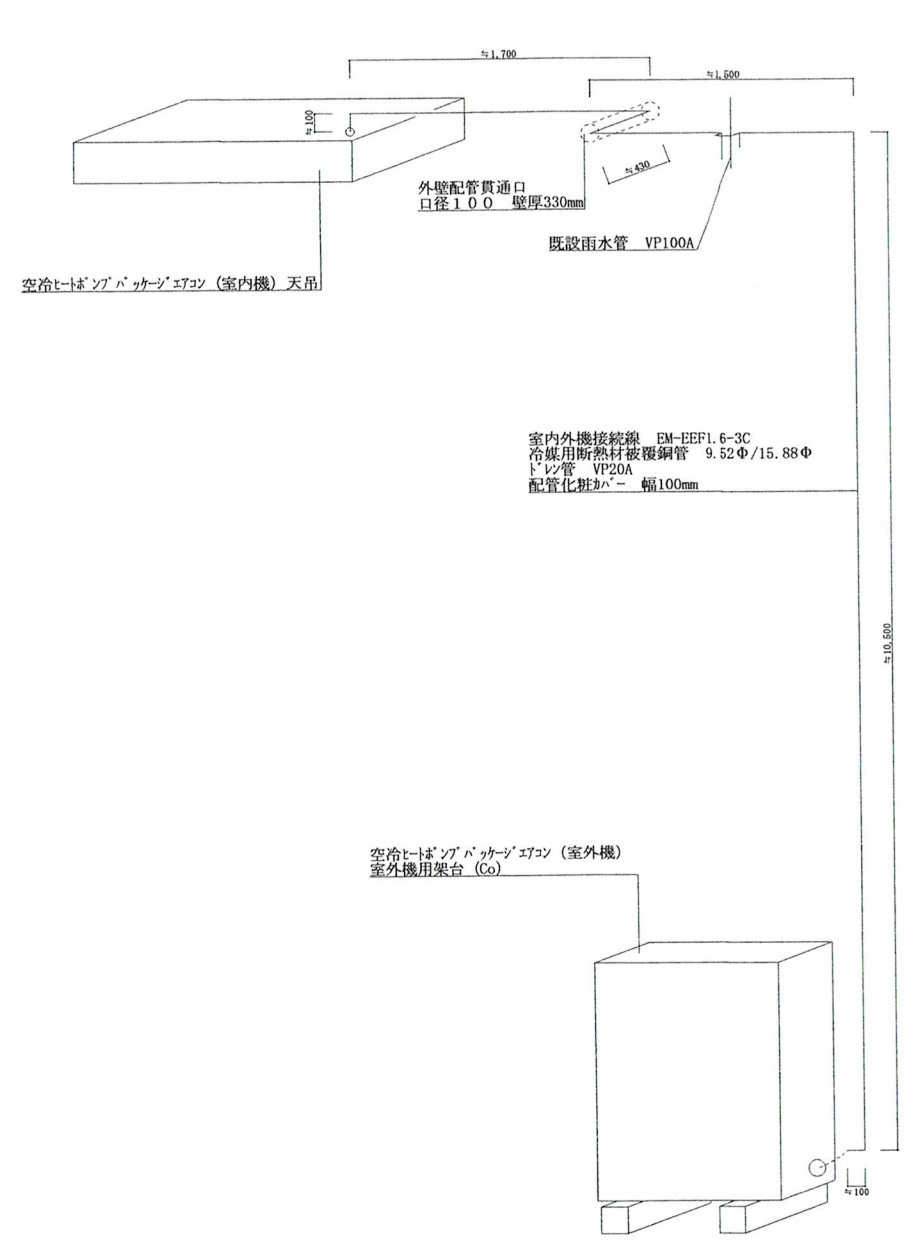 ≒1,700
≒1,500
≒100
≒430
外壁配管貫通口
口径１００　壁厚330mm
既設雨水管　VP100A
空冷ﾋｰﾄﾎﾟﾝﾌﾟﾊﾟｯｹｰｼﾞｴｱｺﾝ（室内機）天吊
室内外機接続線　EM-EEF1.6-3C
冷媒用断熱材被覆銅管　9.52Φ/15.88Φ
ﾄﾞﾚﾝ管　VP20A
配管化粧ｶﾊﾞｰ　幅100mm
≒10,600
空冷ﾋｰﾄﾎﾟﾝﾌﾟﾊﾟｯｹｰｼﾞｴｱｺﾝ（室外機）
室外機用架台（Co）
≒100